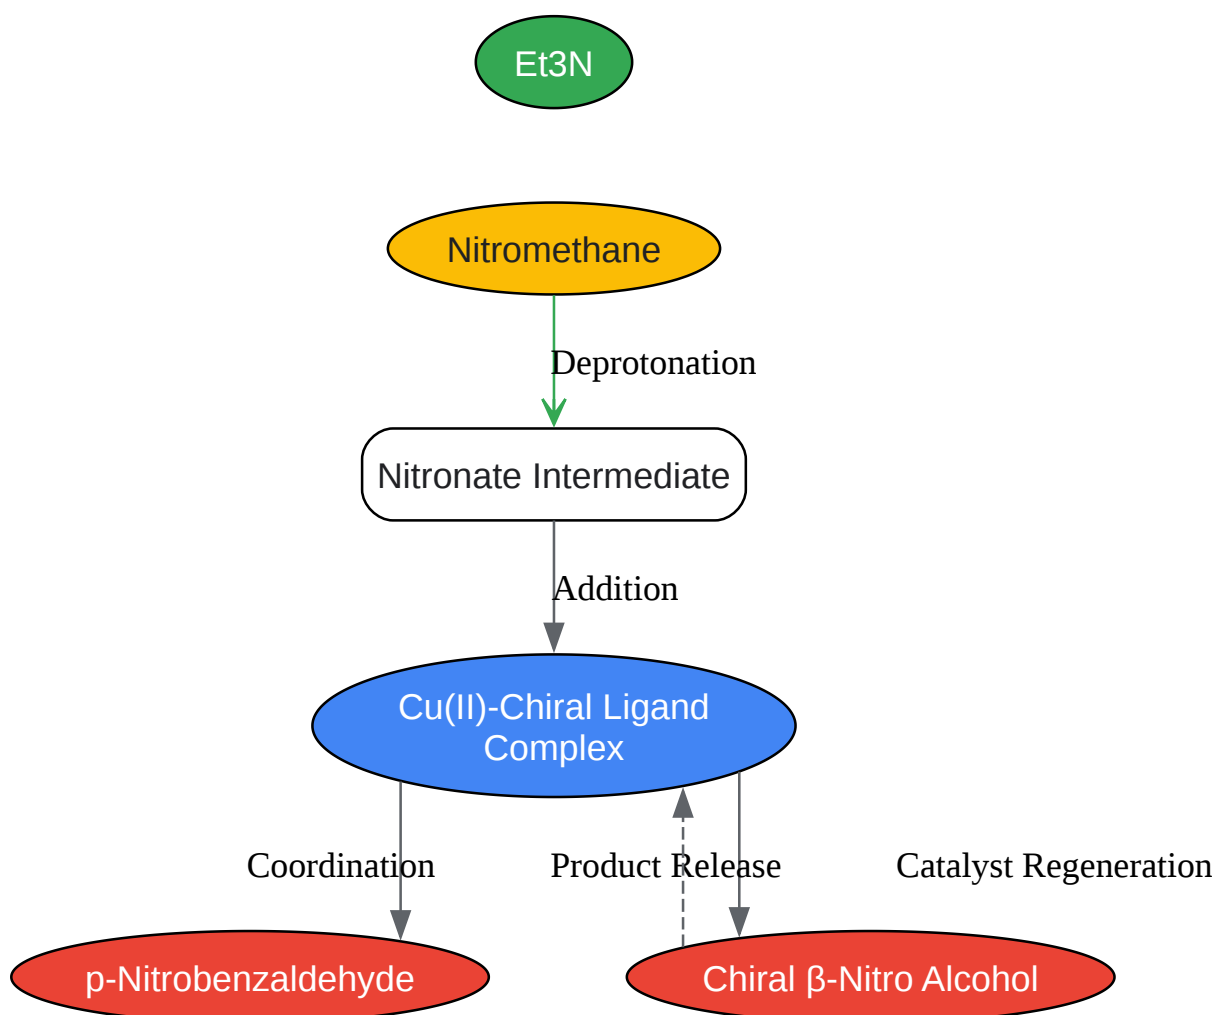 Et3N
Nitromethane
Deprotonation
Nitronate Intermediate
Addition
Cu(II)-Chiral Ligand
Complex
Coordination
Product Release
Catalyst Regeneration
p-Nitrobenzaldehyde
Chiral β-Nitro Alcohol